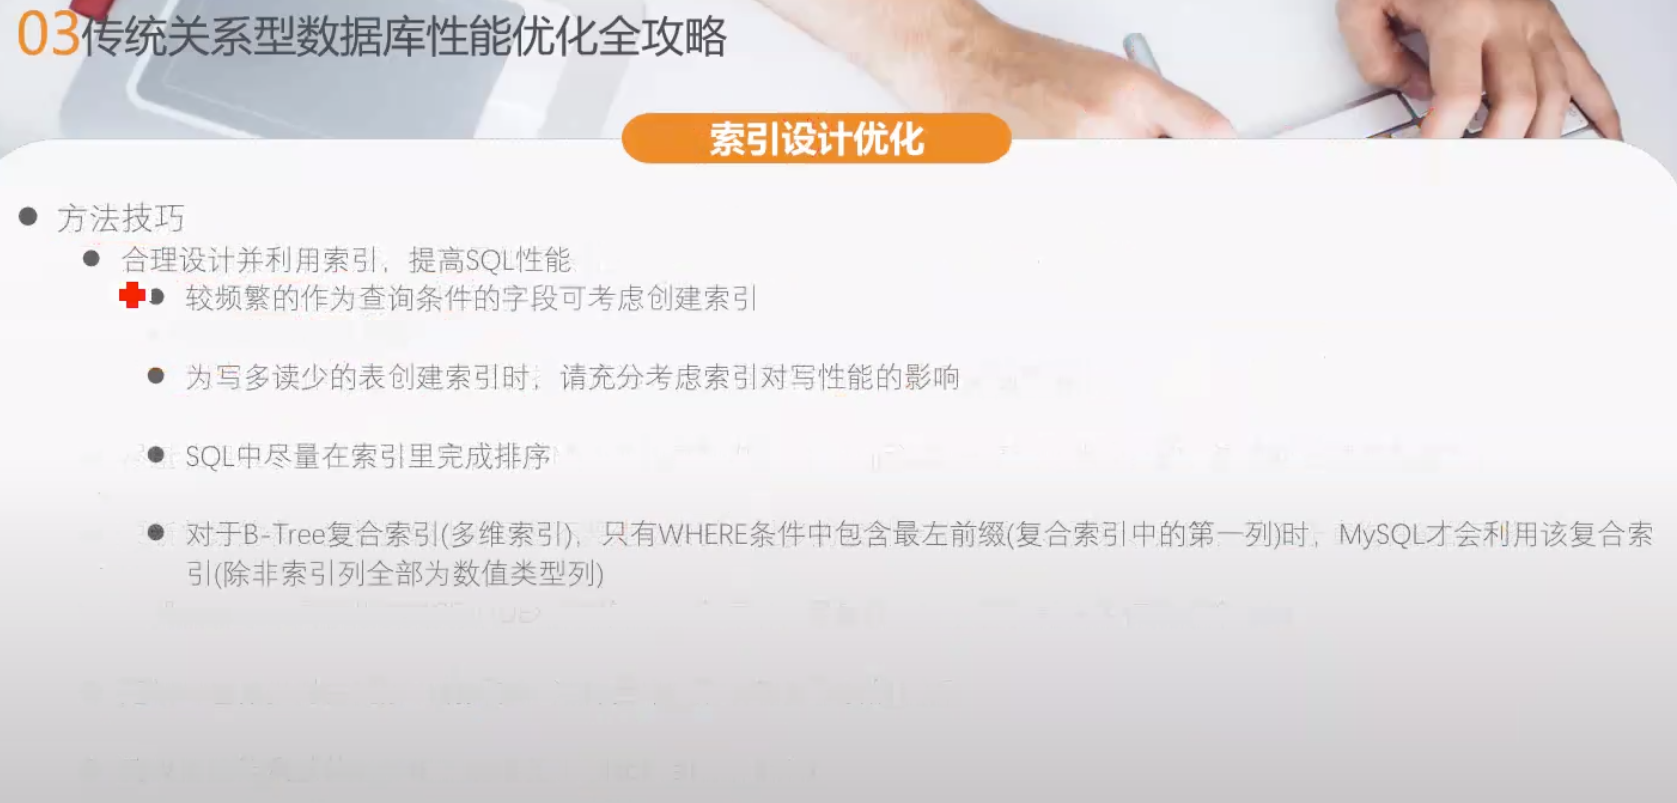 03传统关系型数据库性能优化全攻略
索引设计优化
方法技巧
合理设计并利用索引，提高SQL性能
较频繁的作为查询条件的字段可考虑创建索引
为写多读少的表创建索引时，请充分考虑索引对写性能的影响
SQL中尽量在索引里完成排序
对于B-Tree复合索引(多维索引)，只有WHERE条件中包含最左前缀(复合索引中的第一列)时，MySQL才会利用该复合索
引(除非索引列全部为数值类型列)